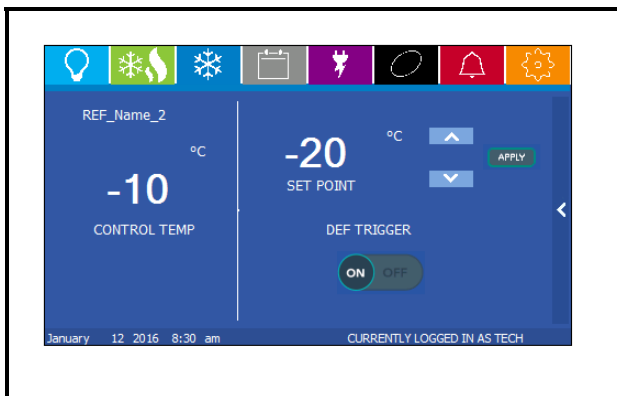 REF_Name_2
°C
-10
CONTROL TEMP
-20
°C
SET POINT
APPLY
DEF TRIGGER
ON OFF
January 12 2016 8:30 am
CURRENTLY LOGGED IN AS TECH